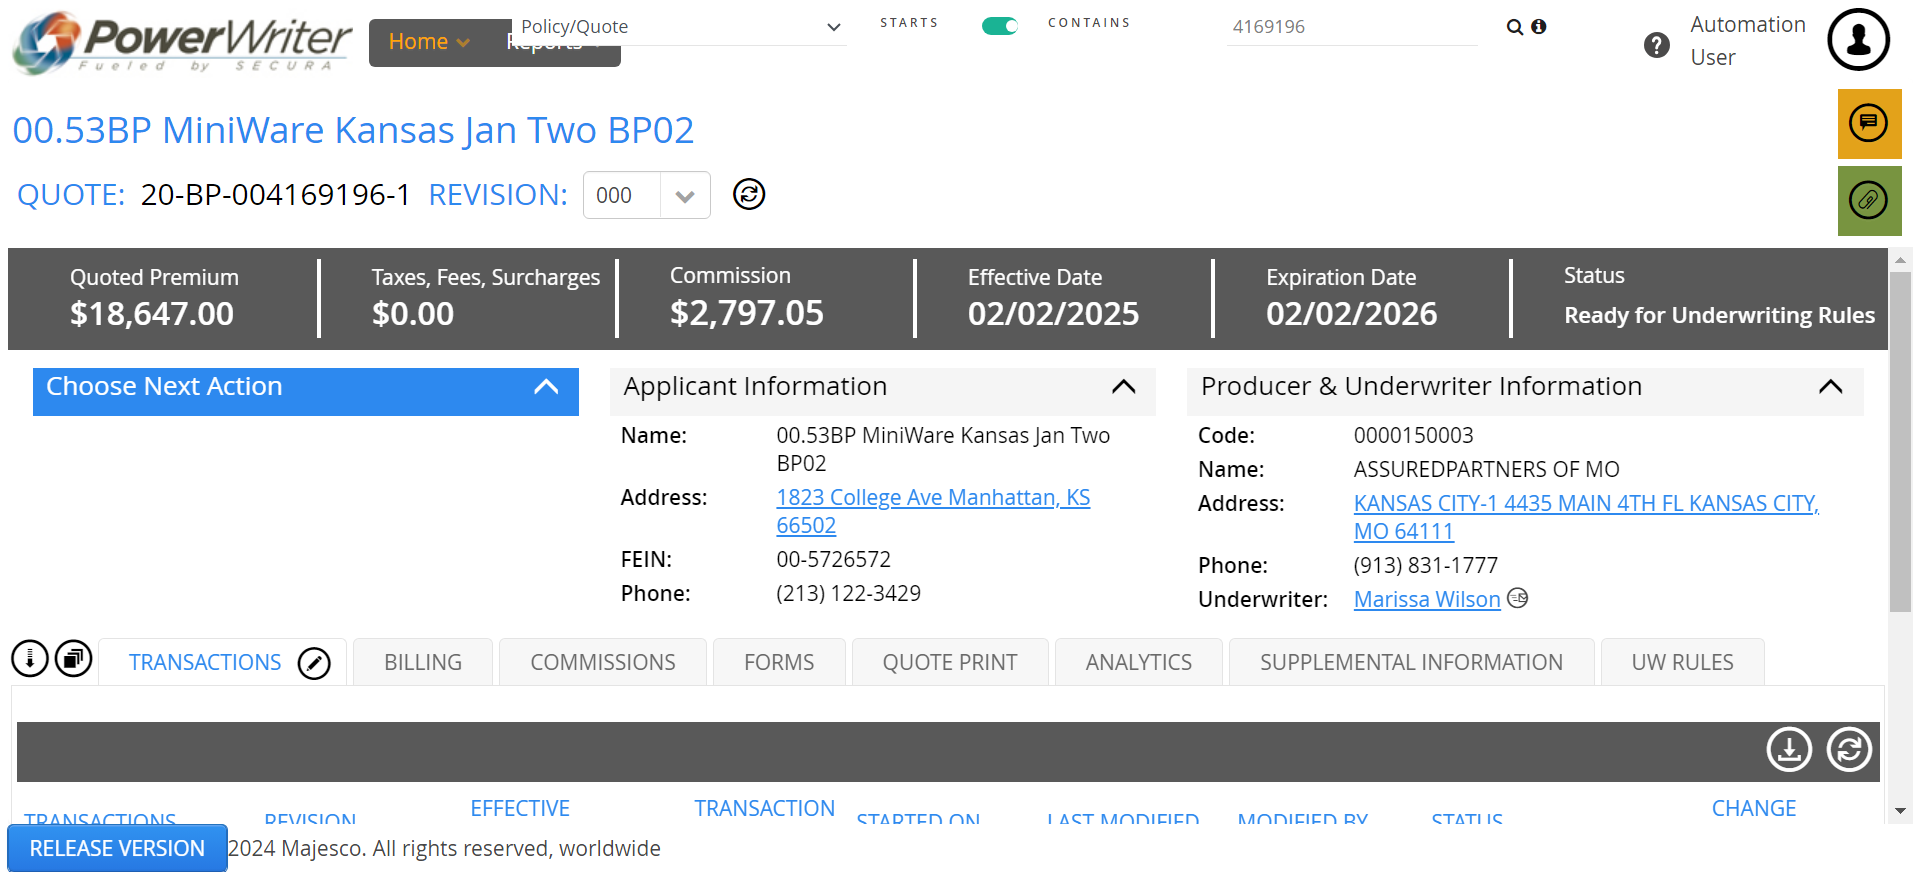 PowerWriter
Fueled by SECURA
Home
Reports
Policy/Quote
STARTS
CONTAINS
4169196
Automation
User
00.53BP MiniWare Kansas Jan Two BP02
QUOTE: 20-BP-004169196-1 REVISION: 000
Quoted Premium
$18,647.00
Taxes, Fees, Surcharges
$0.00
Commission
$2,797.05
Effective Date
02/02/2025
Expiration Date
02/02/2026
Status
Ready for Underwriting Rules
Choose Next Action
Applicant Information
Name: 00.53BP MiniWare Kansas Jan Two
BP02
Address: 1823 College Ave Manhattan, KS
66502
FEIN: 00-5726572
Phone: (213) 122-3429
Producer & Underwriter Information
Code: 0000150003
Name: ASSUREDPARTNERS OF MO
Address: KANSAS CITY-1 4435 MAIN 4TH FL KANSAS CITY,
MO 64111
Phone: (913) 831-1777
Underwriter: Marissa Wilson
TRANSACTIONS
BILLING
COMMISSIONS
FORMS
QUOTE PRINT
ANALYTICS
SUPPLEMENTAL INFORMATION
UW RULES
TRANSACTIONS
REVISION
EFFECTIVE
TRANSACTION
STARTED ON
LAST MODIFIED
MODIFIED BY
STATUS
CHANGE
RELEASE VERSION
2024 Majesco. All rights reserved, worldwide